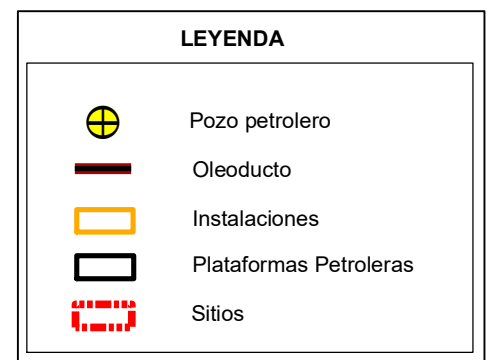 LEYENDA
Pozo petrolero
Oleoducto
Instalaciones
Plataformas Petroleras
Sitios